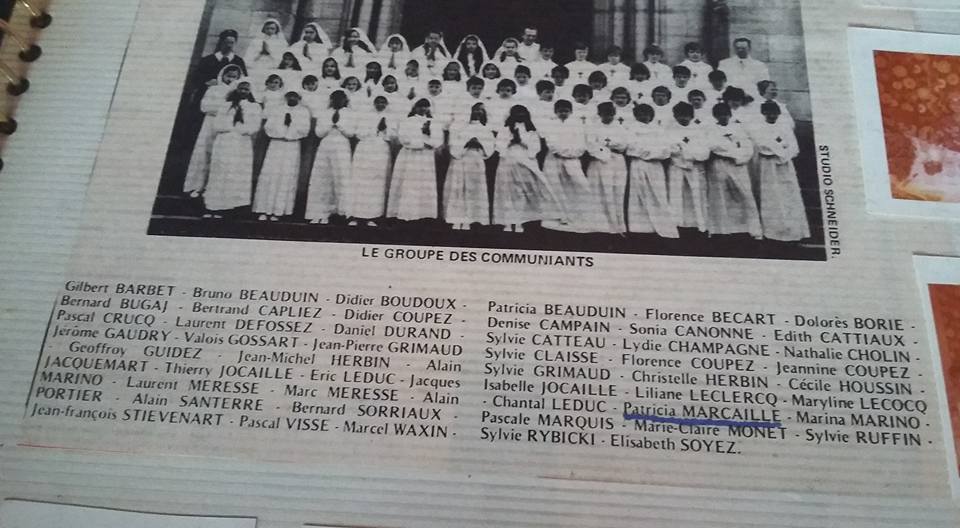 STUDIO SCHNEIDER.
LE GROUPE DES COMMUNIANTS
Gilbert BARBET - Bruno BEAUDUIN - Didier BOUDOUX -
Bernard BUGAJ - Bertrand CAPLIEZ - Didier COUPEZ -
Pascal CRUCQ - Laurent DEFOSSEZ - Daniel DURAND -
Jérôme GAUDRY - Valois GOSSART - Jean-Pierre GRIMAUD
Geoffroy GUIDEZ - Jean-Michel HERBIN - Alain
JACQUEMART - Thierry JOCAILLE - Eric LEDUC - Jacques
MARINO - Laurent MERESSE - Marc MERESSE - Alain
PORTIER - Alain SANTERRE - Bernard SORRIAUX -
Jean-françois STIEVENART - Pascal VISSE - Marcel WAXIN -
Patricia BEAUDUIN - Florence BECART - Dolorès BORIE -
Denise CAMPAIN - Sonia CANONNE - Edith CATTIAUX -
Sylvie CATTEAU - Lydie CHAMPAGNE - Nathalie CHOLIN -
Sylvie CLAISSE - Florence COUPEZ - Jeannine COUPEZ -
Sylvie GRIMAUD - Christelle HERBIN - Cécile HOUSSIN -
Isabelle JOCAILLE - Liliane LECLERCQ - Maryline LECOCQ
- Chantal LEDUC - Patricia MARCAILLE - Marina MARINO -
Pascale MARQUIS - Marie-Claire MONET - Sylvie RUFFIN -
Sylvie RYBICKI - Elisabeth SOYEZ.